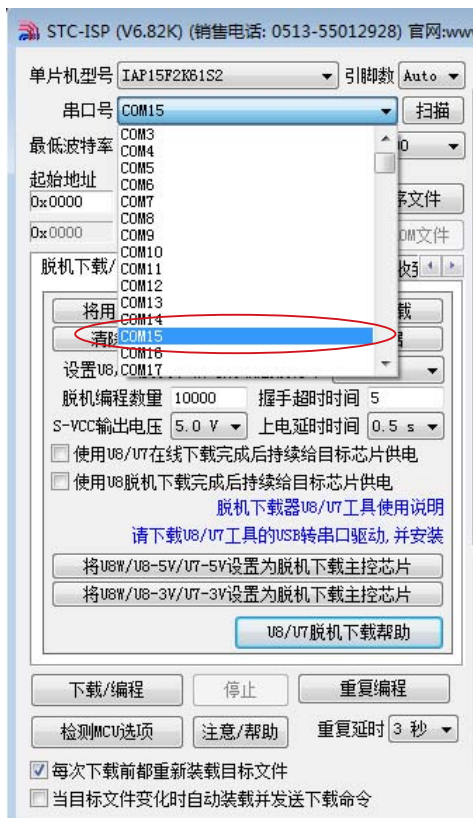 STC-ISP (V6.82K) (销售电话: 0513-55012928) 官网:www
单片机型号 IAP15F2K61S2 引脚数 Auto
串口号 COM15 扫描
最低波特率
起始地址
0x0000 序文件
0x0000 OM文件
COM3
COM4
COM5
COM6
COM7
COM8
COM9
COM10
COM11
COM12
COM13
COM14
COM15
COM16
COM17
脱机下载/
将用
清除
设置U8,
脱机编程数量 10000 握手超时时间 5
S-VCC输出电压 5.0 V 上电延时时间 0.5 s
使用U8/U7在线下载完成后持续给目标芯片供电
使用U8脱机下载完成后持续给目标芯片供电
脱机下载器U8/U7工具使用说明
请下载U8/U7工具的USB转串口驱动, 并安装
将U8W/U8-5V/U7-5V设置为脱机下载主控芯片
将U8W/U8-3V/U7-3V设置为脱机下载主控芯片
U8/U7脱机下载帮助
下载/编程 停止 重复编程
检测MCU选项 注意/帮助 重复延时 3 秒
每次下载前都重新装载目标文件
当目标文件变化时自动装载并发送下载命令